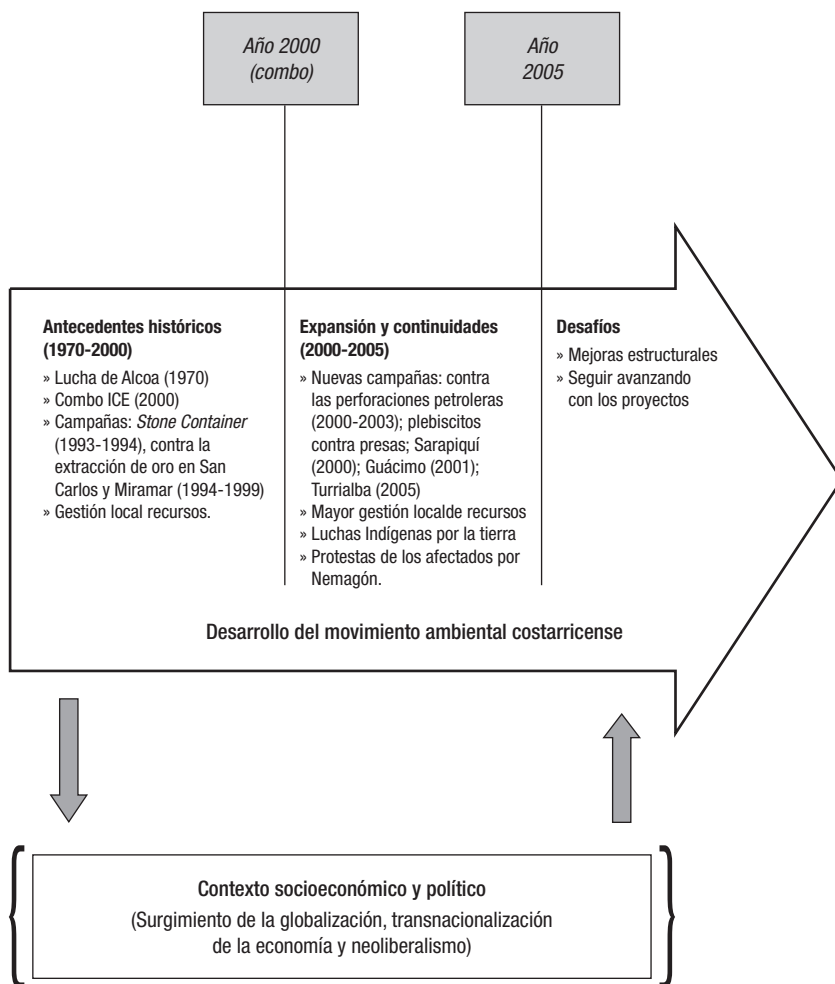 Año 2000
(combo)
Año
2005
Antecedentes históricos
(1970-2000)
» Lucha de Alcoa (1970)
» Combo ICE (2000)
» Campañas: Stone Container
(1993-1994), contra la
extracción de oro en San
Carlos y Miramar (1994-1999)
» Gestión local recursos.
Expansión y continuidades
(2000-2005)
» Nuevas campañas: contra
las perforaciones petroleras
(2000-2003); plebiscitos
contra presas; Sarapiquí
(2000); Guácimo (2001);
Turrialba (2005)
» Mayor gestión localde recursos
» Luchas Indígenas por la tierra
» Protestas de los afectados por
Nemagón.
Desafíos
» Mejoras estructurales
» Seguir avanzando
con los proyectos
Desarrollo del movimiento ambiental costarricense
Contexto socioeconómico y político
(Surgimiento de la globalización, transnacionalización
de la economía y neoliberalismo)